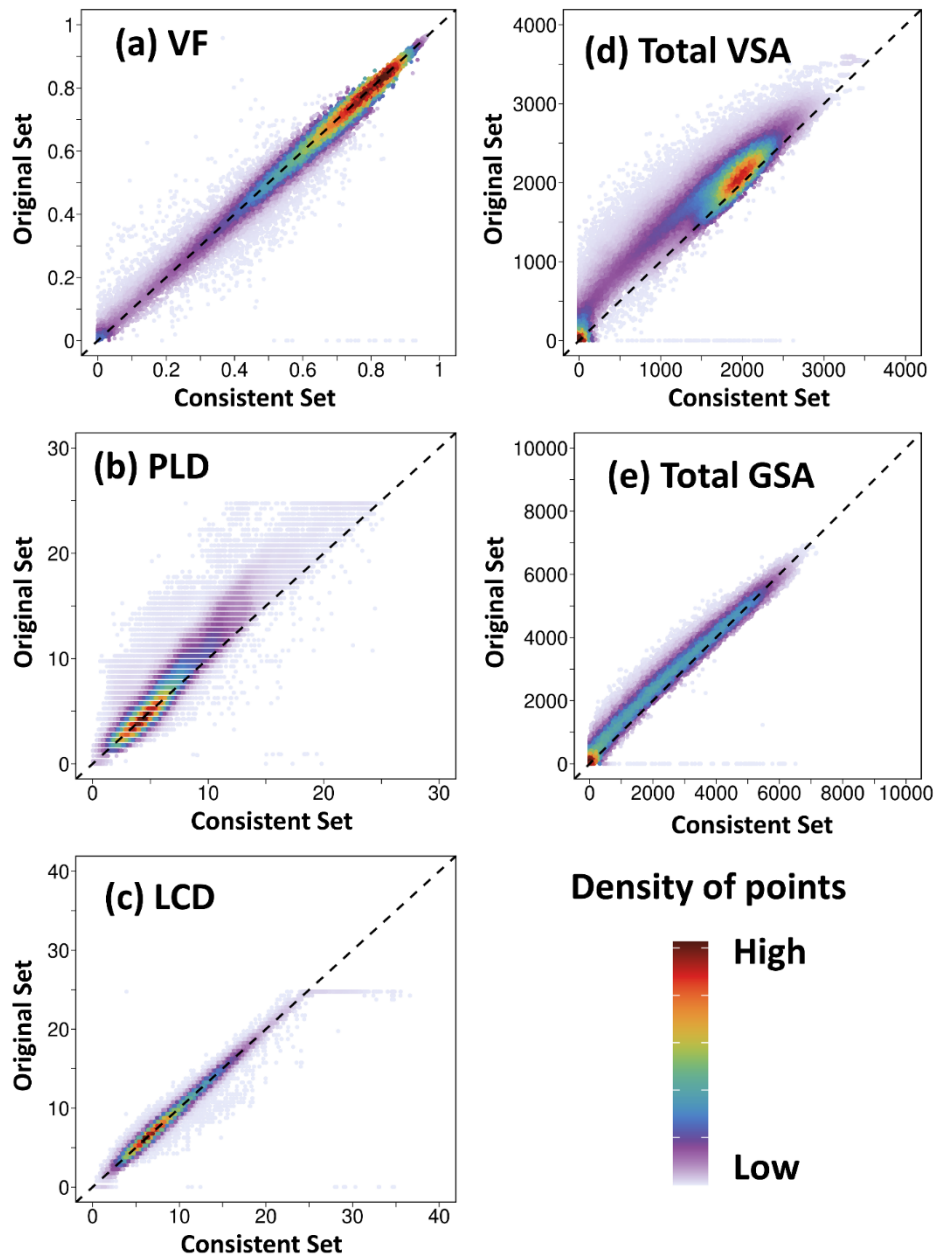 (a) VF
Original Set
1
0.8
0.6
0.4
0.2
0
0 0.2 0.4 0.6 0.8 1
Consistent Set
(d) Total VSA
Original Set
4000
3000
2000
1000
0
0 1000 2000 3000 4000
Consistent Set
(b) PLD
Original Set
30
20
10
0
0 10 20 30
Consistent Set
(e) Total GSA
Original Set
10000
8000
6000
4000
2000
0
0 2000 4000 6000 8000 10000
Consistent Set
(c) LCD
Original Set
40
30
20
10
0
0 10 20 30 40
Consistent Set
Density of points
High
Low